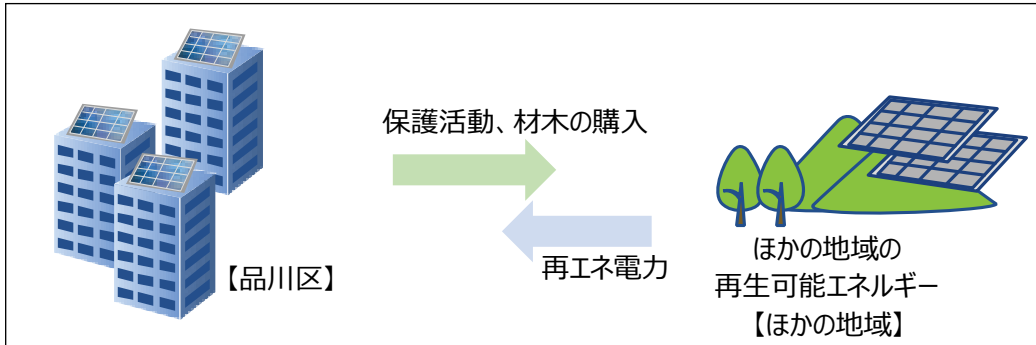 保護活動、材木の購入
再エネ電力
【品川区】
ほかの地域の
再生可能エネルギー
【ほかの地域】